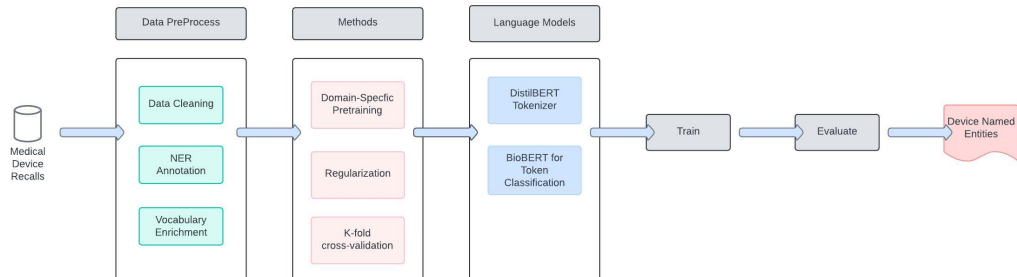 Data PreProcess
Methods
Language Models
Medical
Device
Recalls
Data Cleaning
NER
Annotation
Vocabulary
Enrichment
Domain-Specfic
Pretraining
Regularization
K-fold
cross-validation
DistilBERT
Tokenizer
BioBERT for
Token
Classification
Train
Evaluate
Device Named
Entities